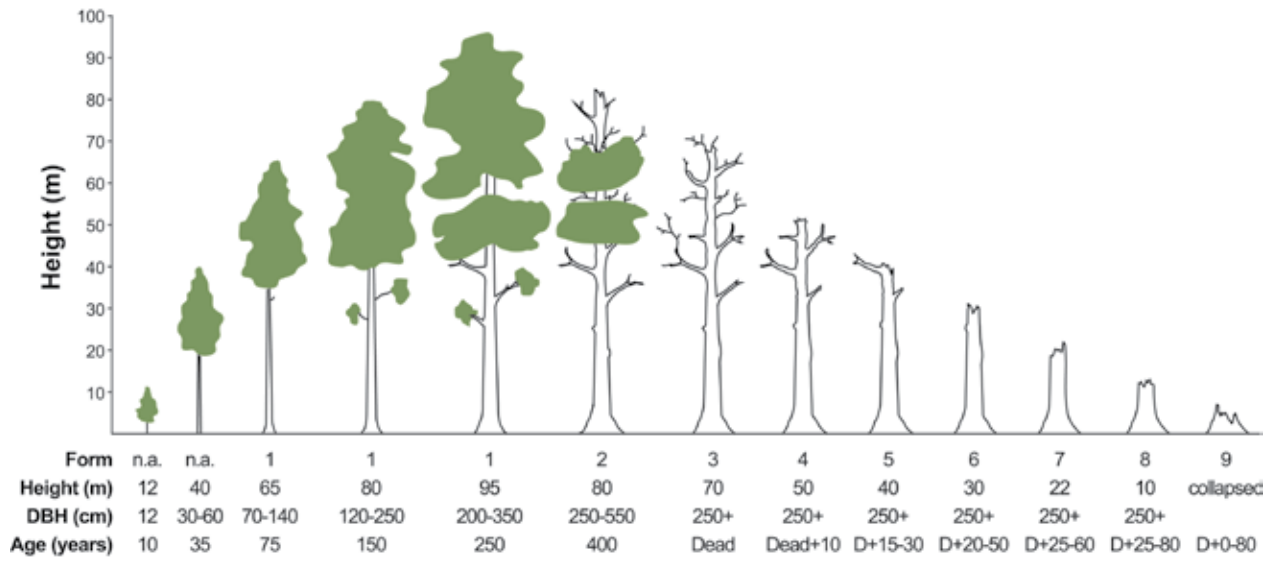 100
90
80
70
60
50
40
30
20
10
Height (m)
Form n.a. n.a. 1 1 1 2 3 4 5 6 7 8 9
Height (m) 12 40 65 80 95 80 70 50 40 30 22 10 collapsed
DBH (cm) 12 30-60 70-140 120-250 200-350 250-550 250+ 250+ 250+ 250+ 250+ 250+
Age (years) 10 35 75 150 250 400 Dead Dead+10 D+15-30 D+20-50 D+25-60 D+25-80 D+0-80